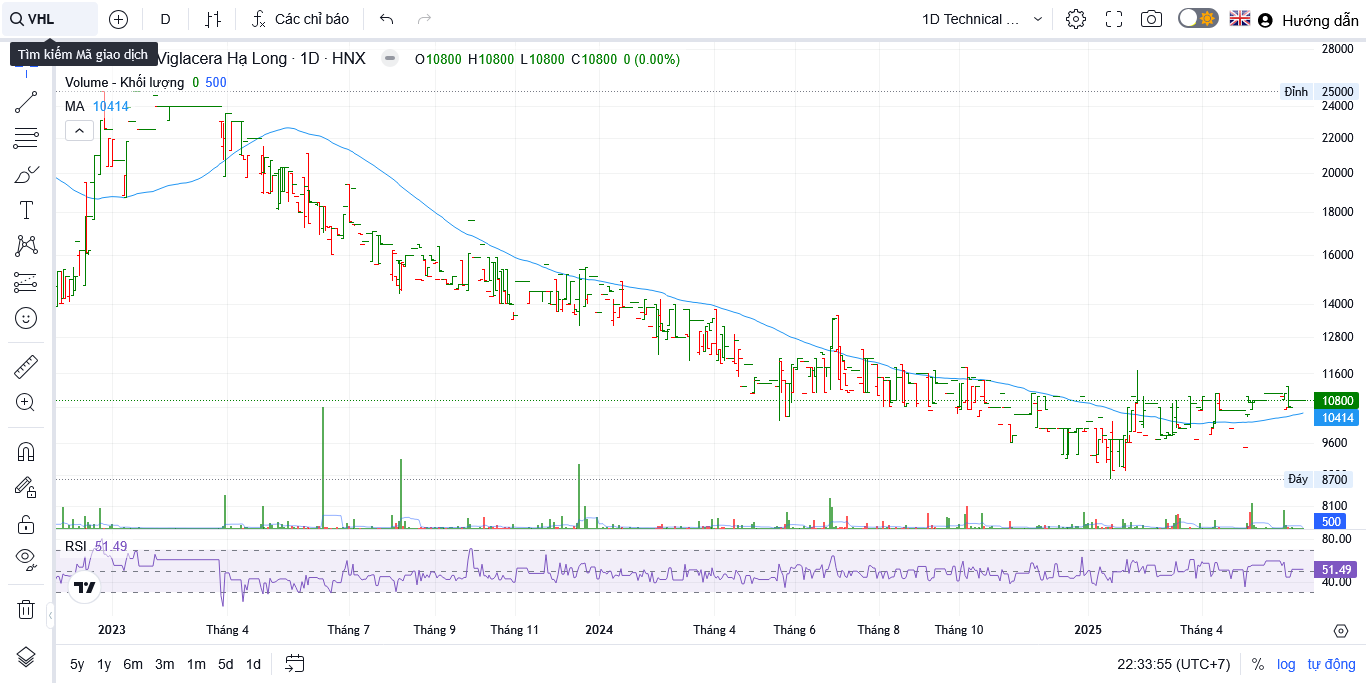 VHL D Các chỉ báo 1D Technical ... Hướng dẫn
Tìm kiếm Mã giao dịch
Viglacera Hạ Long · 1D · HNX O10800 H10800 L10800 C10800 0 (0.00%)
Volume - Khối lượng 0 500
MA 10414
28000
Đỉnh 25000
24000
22000
20000
18000
16000
14000
12800
11600
10800
10414
9600
Đáy 8700
8100
500
RSI 51.49
80.00
51.49
40.00
2023 Tháng 4 Tháng 7 Tháng 9 Tháng 11 2024 Tháng 4 Tháng 6 Tháng 8 Tháng 10 2025 Tháng 4
5y 1y 6m 3m 1m 5d 1d 22:33:55 (UTC+7) % log tự động